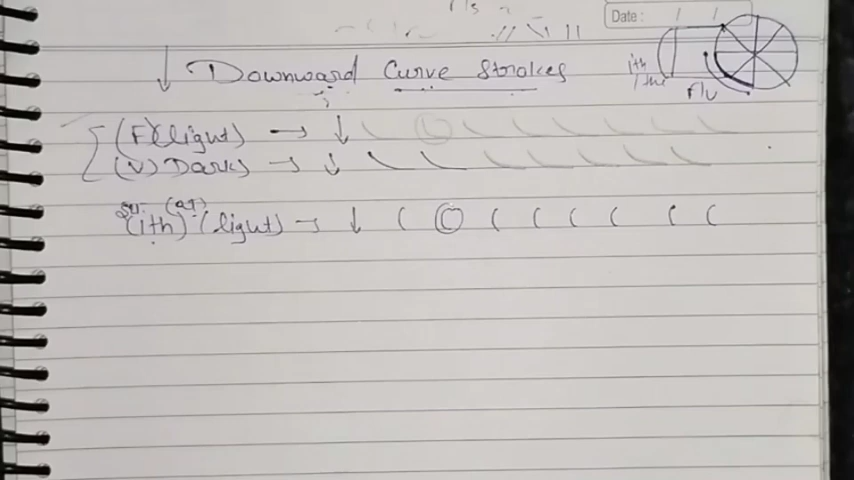 Date :
Downward Curve Strokes
ith
F/v
(F) (light) →
(V) Dark →
(ith) (light) →